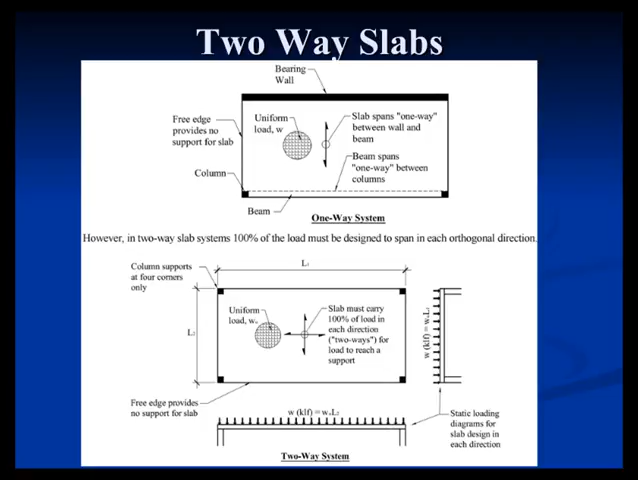 Two Way Slabs
Bearing
Wall
Free edge
provides no
support for slab
Uniform
load, w
Slab spans "one-way"
between wall and
beam
Beam spans
"one-way" between
columns
Column
Beam
One-Way System
However, in two-way slab systems 100% of the load must be designed to span in each orthogonal direction.
Column supports
at four corners
only
L₁
L₂
Uniform
load, wᵤ
Slab must carry
100% of load in
each direction
("two-ways") for
load to reach a
support
w (klf) = wᵤL₁
Free edge provides
no support for slab
w (klf) = wᵤL₂
Static loading
diagrams for
slab design in
each direction
Two-Way System